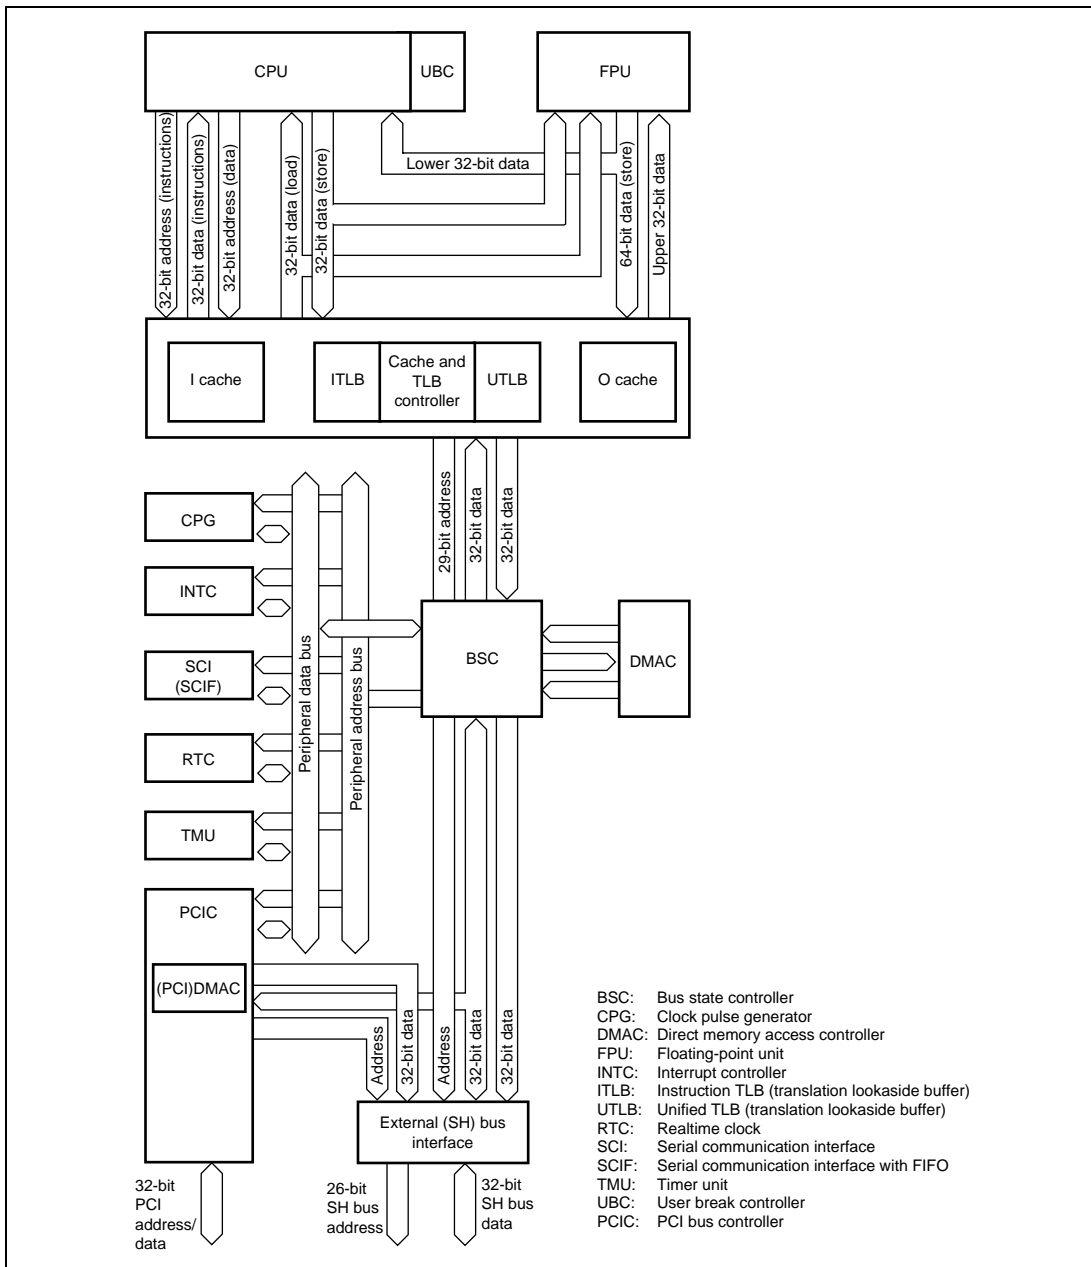 CPU
UBC
FPU
32-bit address (instructions)
32-bit data (instructions)
32-bit address (data)
32-bit data (load)
32-bit data (store)
Lower 32-bit data
64-bit data (store)
Upper 32-bit data
I cache
ITLB
Cache and
TLB
controller
UTLB
O cache
29-bit address
32-bit data
32-bit data
CPG
INTC
SCI
(SCIF)
RTC
TMU
PCIC
(PCI)DMAC
Peripheral data bus
Peripheral address bus
BSC
DMAC
Address
32-bit data
Address
32-bit data
32-bit data
External (SH) bus
interface
32-bit
PCI
address/
data
26-bit
SH bus
address
32-bit
SH bus
data
BSC: Bus state controller
CPG: Clock pulse generator
DMAC: Direct memory access controller
FPU: Floating-point unit
INTC: Interrupt controller
ITLB: Instruction TLB (translation lookaside buffer)
UTLB: Unified TLB (translation lookaside buffer)
RTC: Realtime clock
SCI: Serial communication interface
SCIF: Serial communication interface with FIFO
TMU: Timer unit
UBC: User break controller
PCIC: PCI bus controller